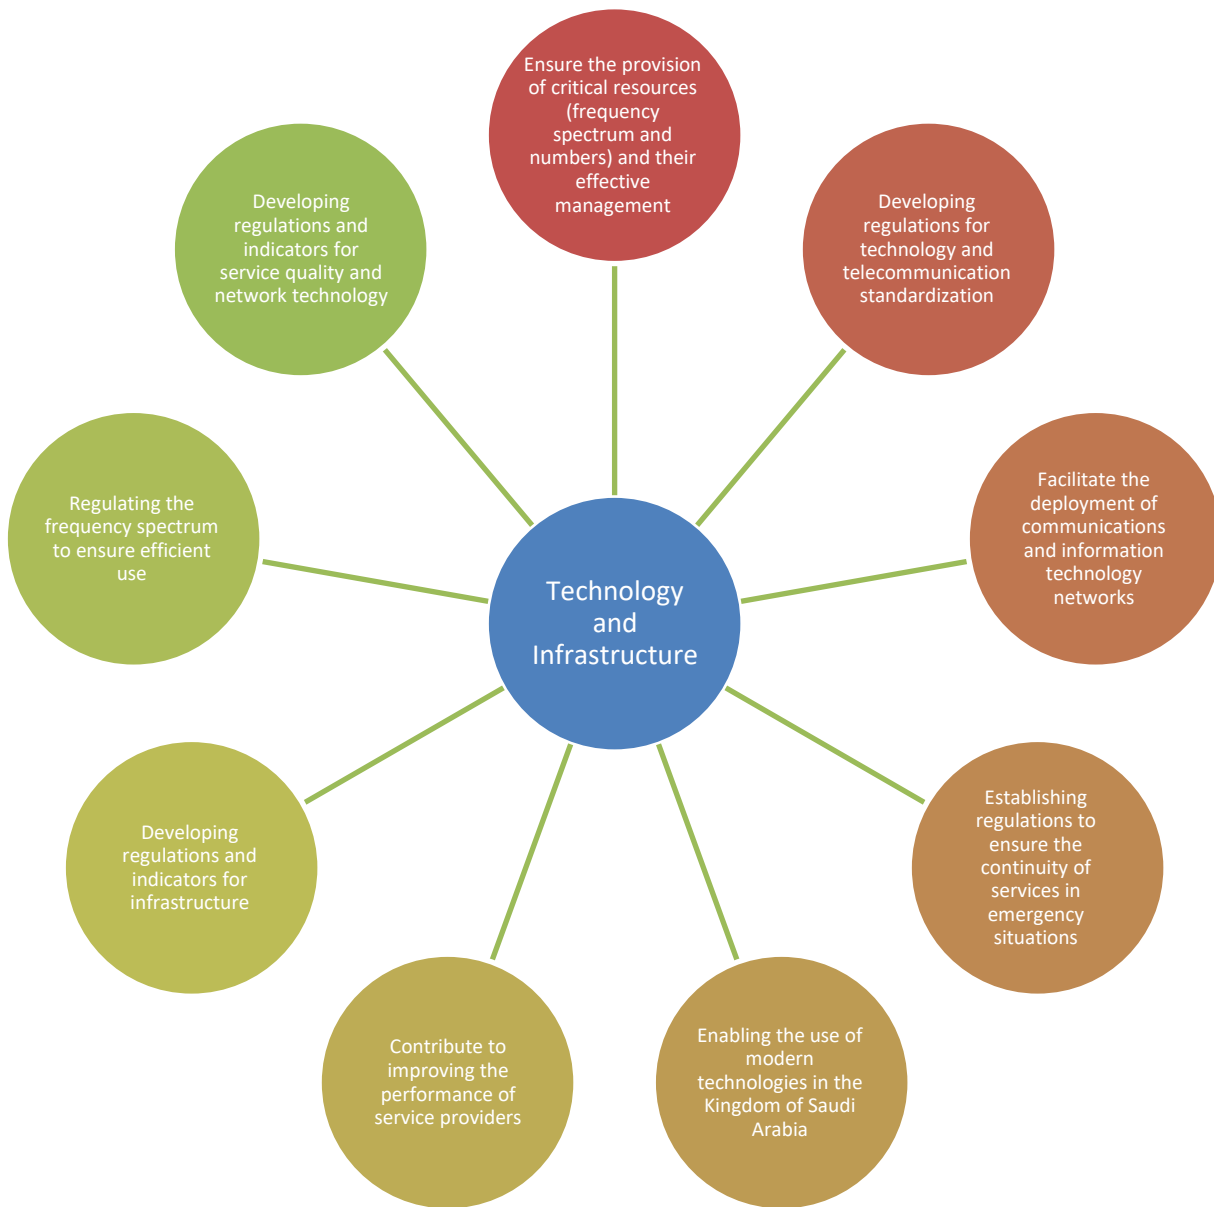 Ensure the provision
of critical resources
(frequency
spectrum and
numbers) and their
effective
management
Developing
regulations for
technology and
telecommunication
standardization
Facilitate the
deployment of
communications
and information
technology
networks
Establishing
regulations to
ensure the
continuity of
services in
emergency
situations
Enabling the use of
modern
technologies in the
Kingdom of Saudi
Arabia
Contribute to
improving the
performance of
service providers
Developing
regulations and
indicators for
infrastructure
Regulating the
frequency spectrum
to ensure efficient
use
Developing
regulations and
indicators for
service quality and
network technology
Technology
and
Infrastructure